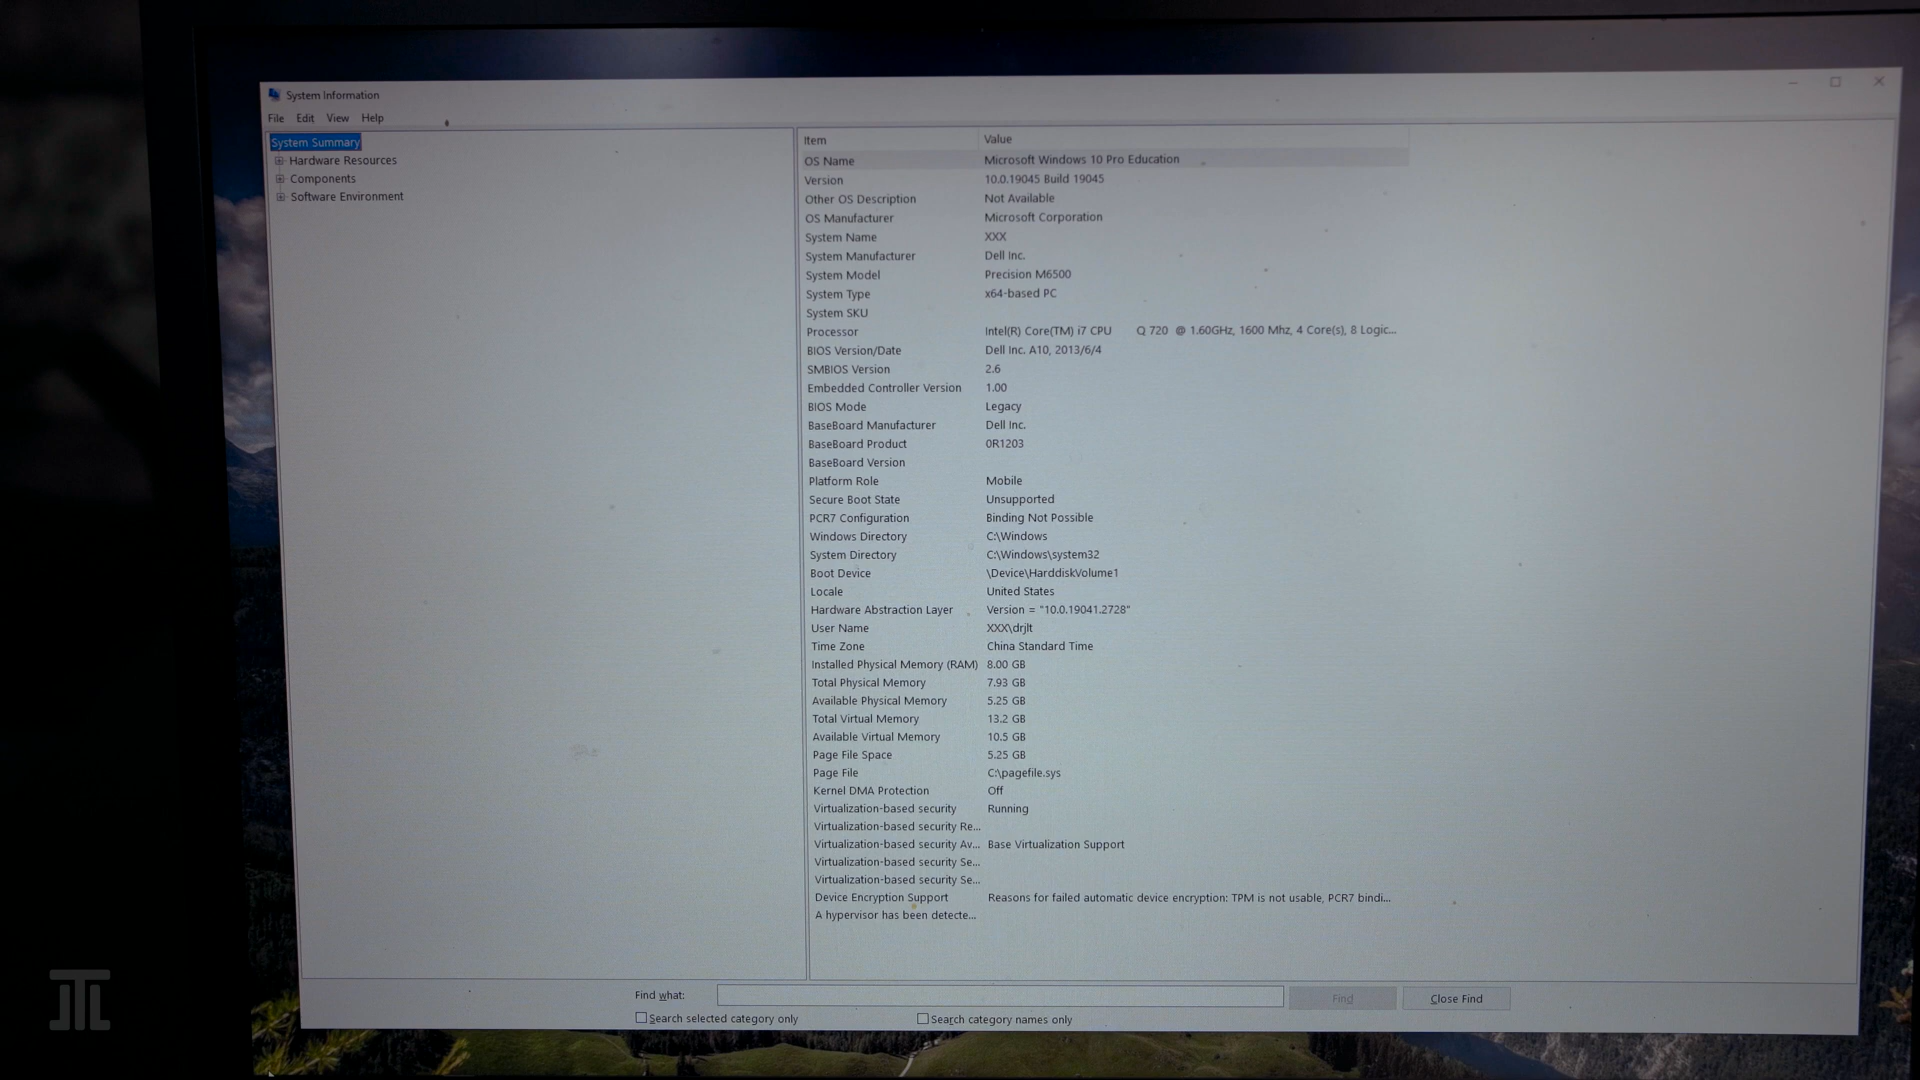 System Information
File Edit View Help
System Summary
Hardware Resources
Components
Software Environment
Item Value
OS Name Microsoft Windows 10 Pro Education
Version 10.0.19045 Build 19045
Other OS Description Not Available
OS Manufacturer Microsoft Corporation
System Name XXX
System Manufacturer Dell Inc.
System Model Precision M6500
System Type x64-based PC
System SKU
Processor Intel(R) Core(TM) i7 CPU Q 720 @ 1.60GHz, 1600 Mhz, 4 Core(s), 8 Logic...
BIOS Version/Date Dell Inc. A10, 2013/6/4
SMBIOS Version 2.6
Embedded Controller Version 1.00
BIOS Mode Legacy
BaseBoard Manufacturer Dell Inc.
BaseBoard Product 0R1203
BaseBoard Version
Platform Role Mobile
Secure Boot State Unsupported
PCR7 Configuration Binding Not Possible
Windows Directory C:\Windows
System Directory C:\Windows\system32
Boot Device \Device\HarddiskVolume1
Locale United States
Hardware Abstraction Layer Version = "10.0.19041.2728"
User Name XXX\drjlt
Time Zone China Standard Time
Installed Physical Memory (RAM) 8.00 GB
Total Physical Memory 7.93 GB
Available Physical Memory 5.25 GB
Total Virtual Memory 13.2 GB
Available Virtual Memory 10.5 GB
Page File Space 5.25 GB
Page File C:\pagefile.sys
Kernel DMA Protection Off
Virtualization-based security Running
Virtualization-based security Re...
Virtualization-based security Av... Base Virtualization Support
Virtualization-based security Se...
Virtualization-based security Se...
Device Encryption Support Reasons for failed automatic device encryption: TPM is not usable, PCR7 bindi...
A hypervisor has been detecte...
Find what: Find Close Find
Search selected category only Search category names only